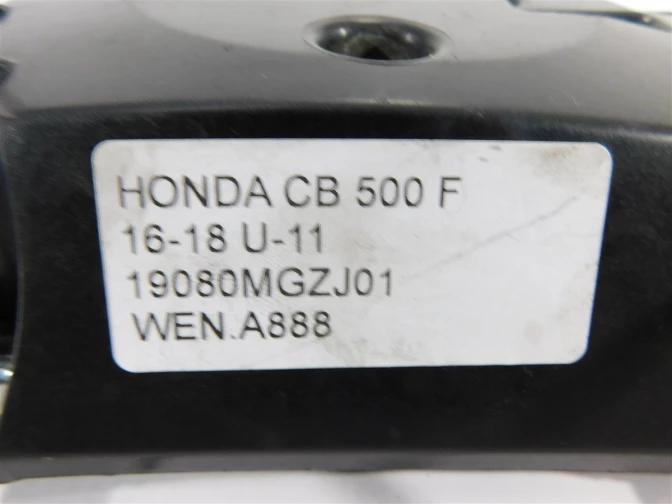 HONDA CB 500 F
16-18 U-11
19080MGZJ01
WEN.A888